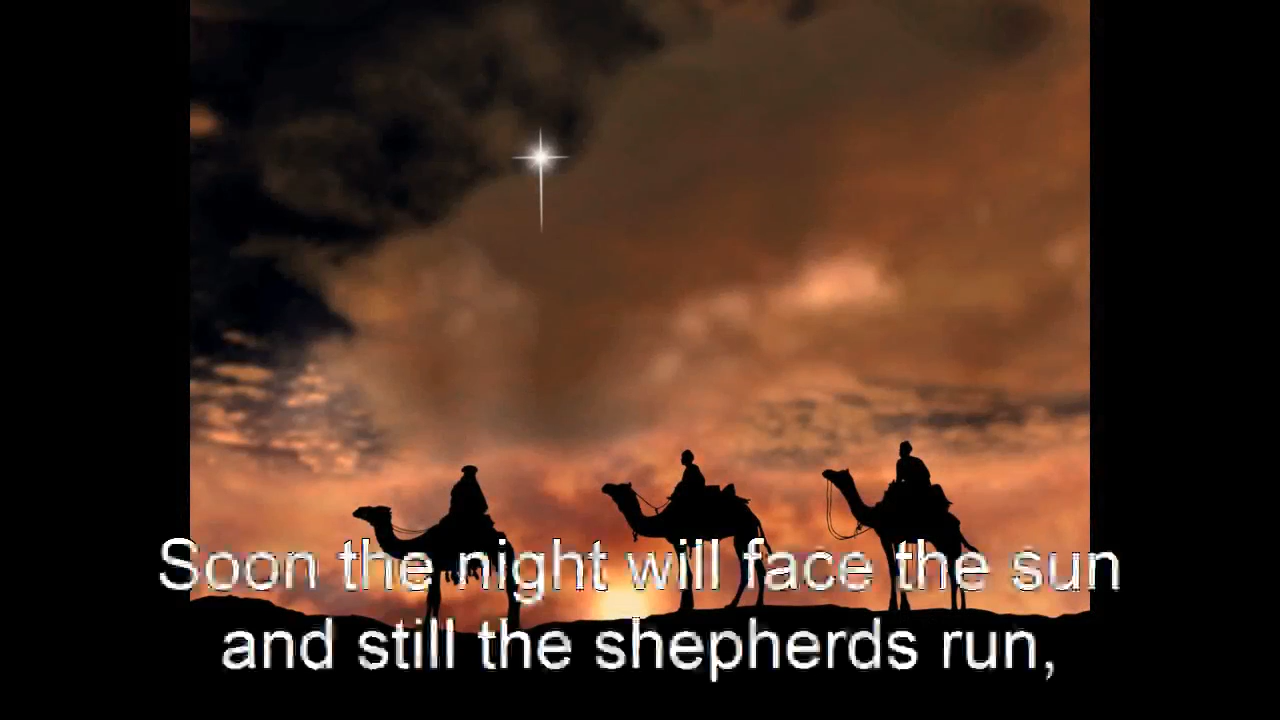 Soon the night will face the sun
and still the shepherds run,